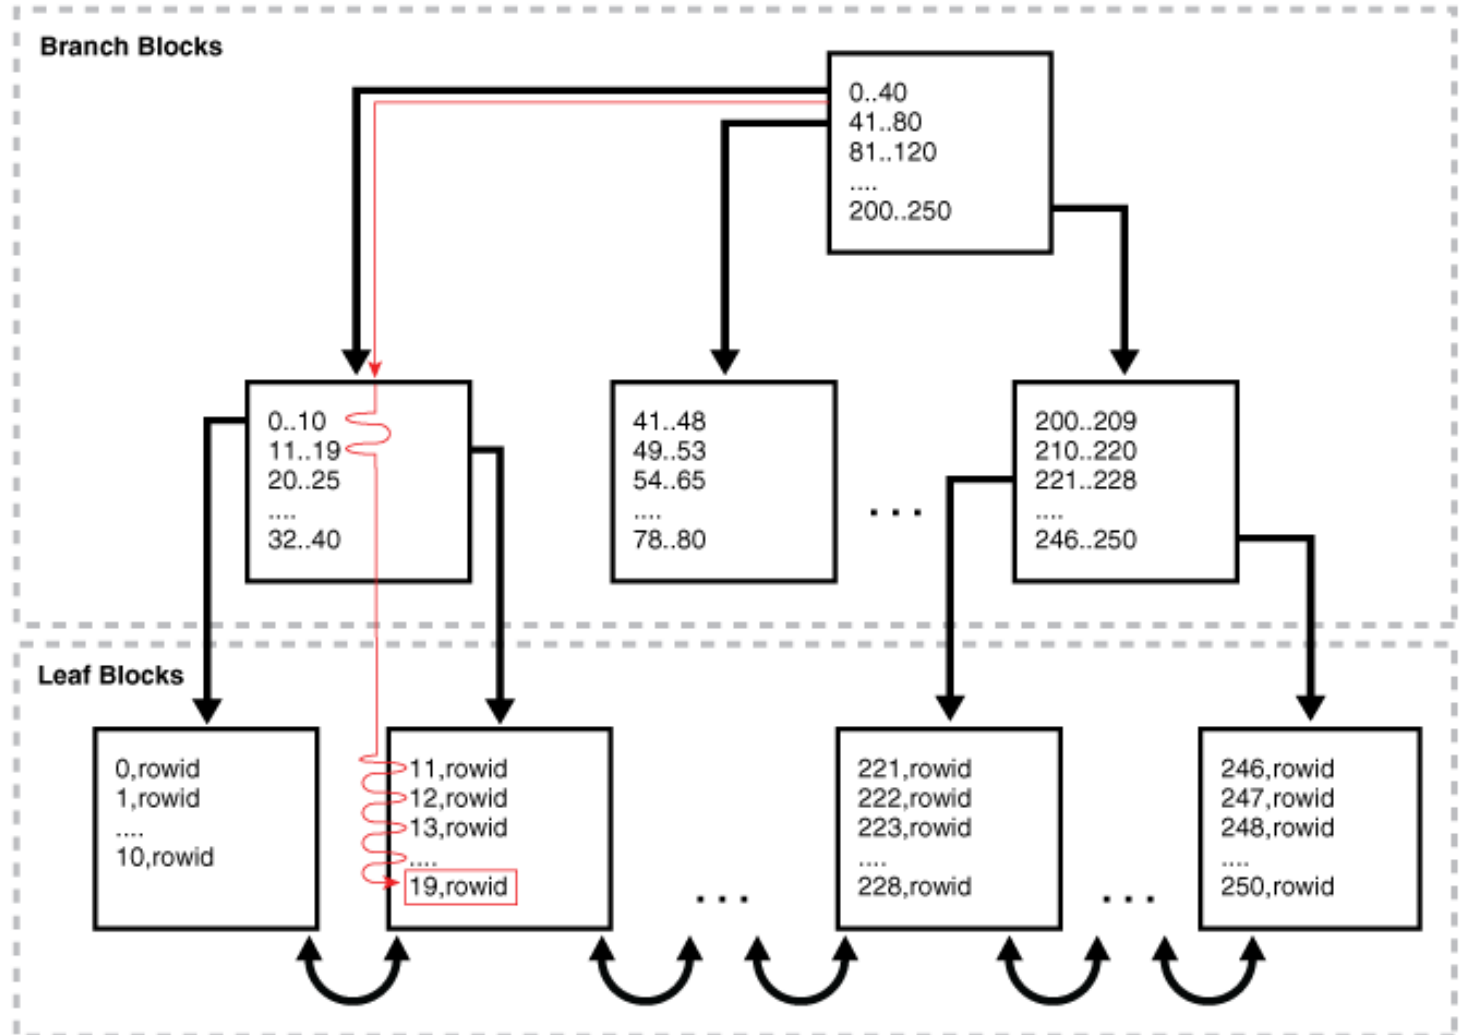 Branch Blocks
0..40
41..80
81..120
....
200..250
0..10
11..19
20..25
....
32..40
41..48
49..53
54..65
....
78..80
...
200..209
210..220
221..228
....
246..250
Leaf Blocks
0,rowid
1,rowid
....
10,rowid
11,rowid
12,rowid
13,rowid
....
19,rowid
...
221,rowid
222,rowid
223,rowid
....
228,rowid
...
246,rowid
247,rowid
248,rowid
....
250,rowid